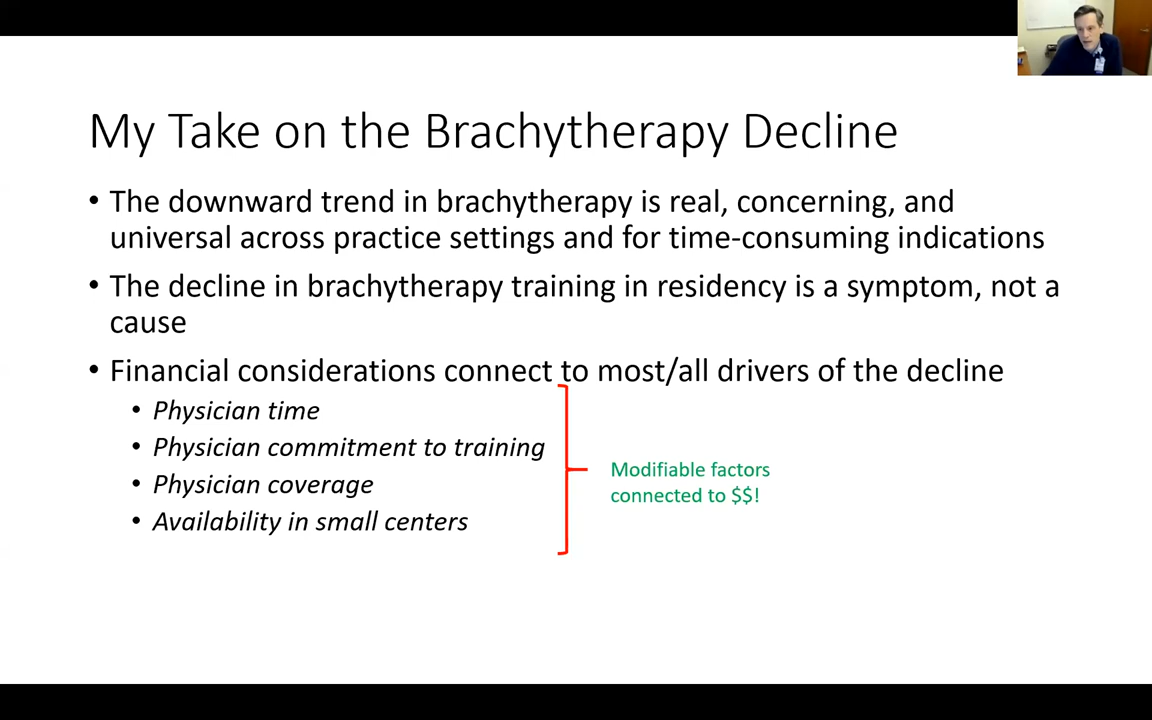 My Take on the Brachytherapy Decline
• The downward trend in brachytherapy is real, concerning, and
universal across practice settings and for time-consuming indications
• The decline in brachytherapy training in residency is a symptom, not a
cause
• Financial considerations connect to most/all drivers of the decline
• Physician time
• Physician commitment to training
• Physician coverage
• Availability in small centers
Modifiable factors
connected to $$!